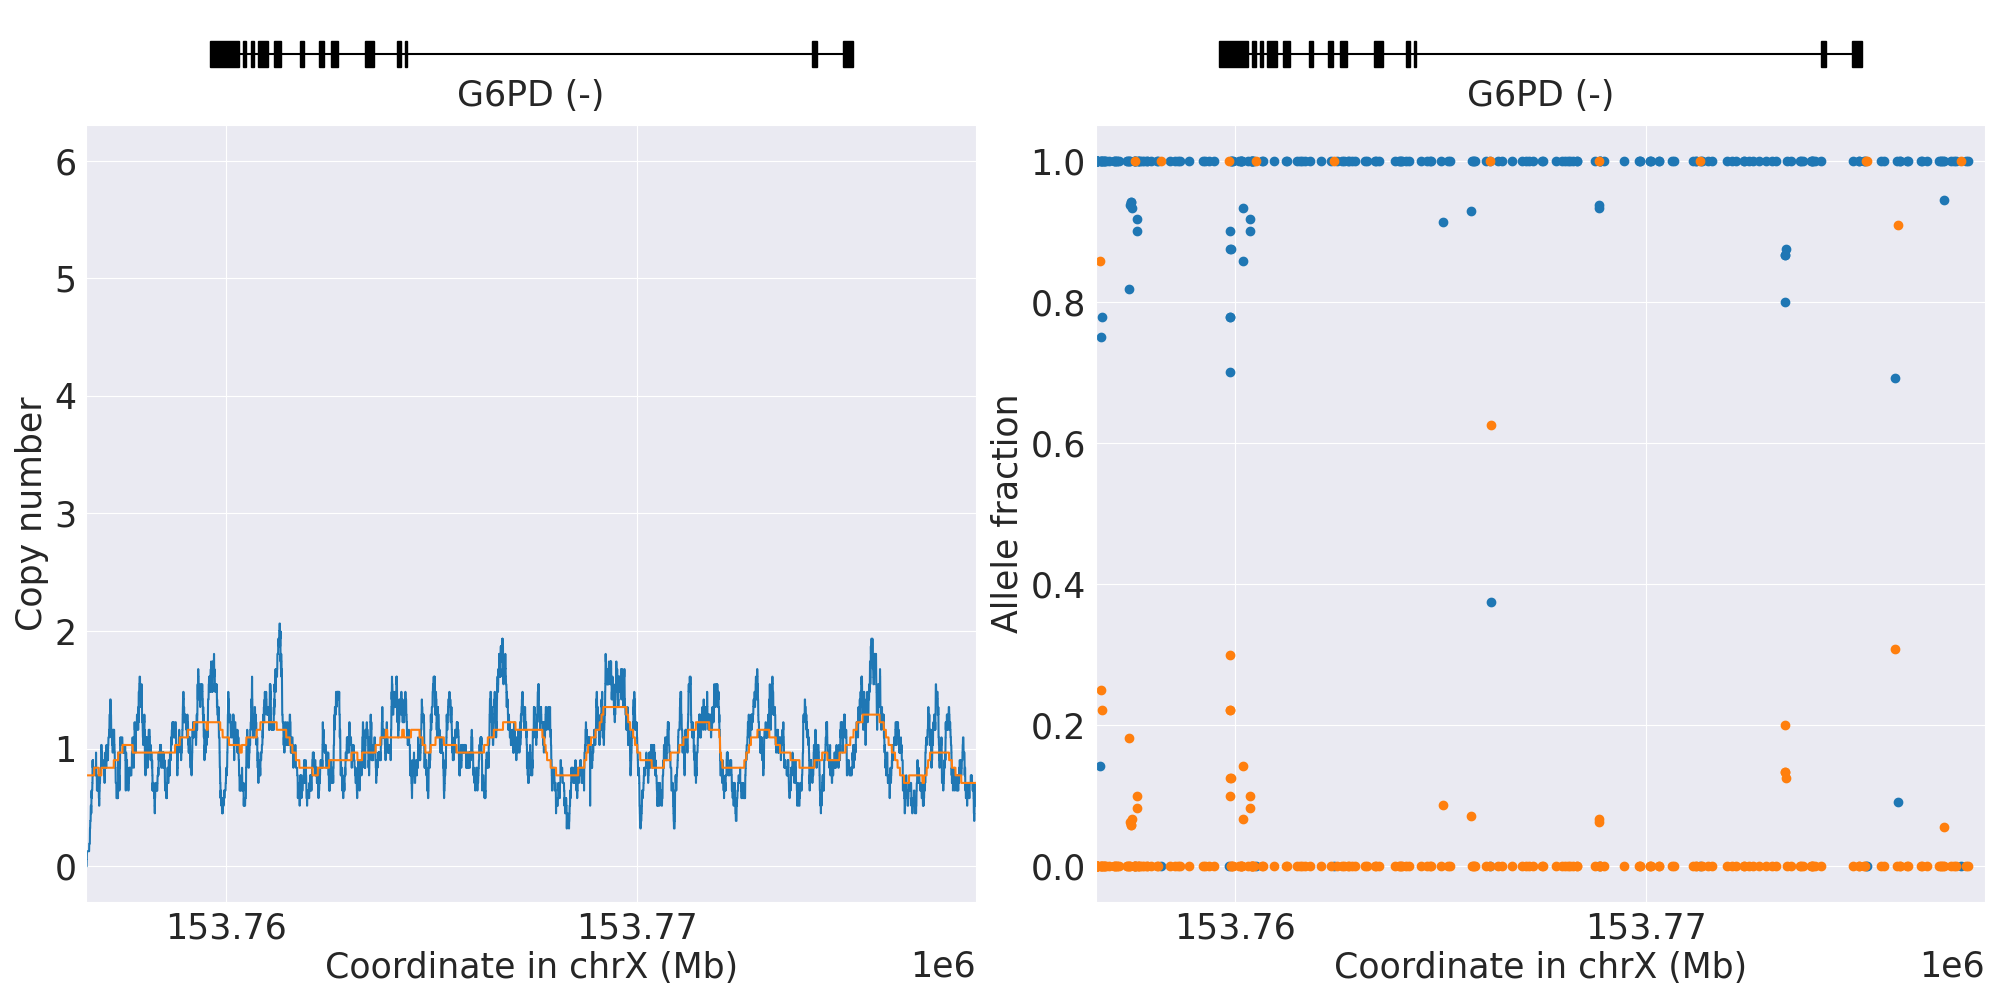 G6PD (-)
6
5
4
3
2
1
0
Copy number
153.76
153.77
Coordinate in chrX (Mb)
1e6
G6PD (-)
1.0
0.8
0.6
0.4
0.2
0.0
Allele fraction
153.76
153.77
Coordinate in chrX (Mb)
1e6